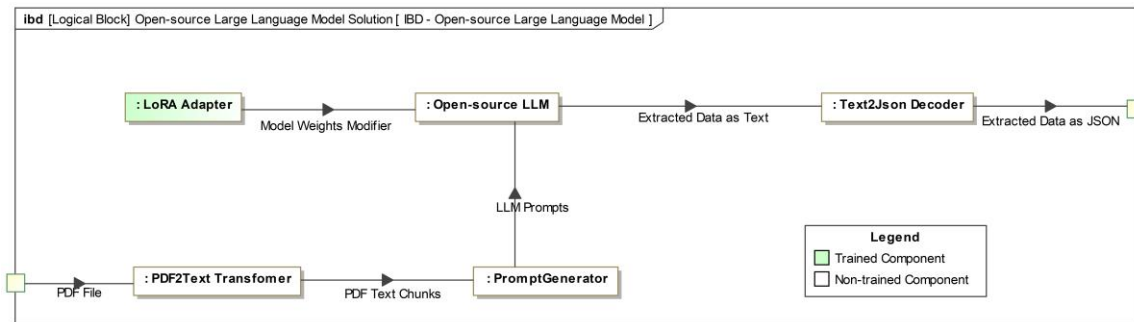 ibd [Logical Block] Open-source Large Language Model Solution [ IBD - Open-source Large Language Model ]
: LoRA Adapter
Model Weights Modifier
: Open-source LLM
Extracted Data as Text
: Text2Json Decoder
Extracted Data as JSON
LLM Prompts
PDF File
: PDF2Text Transfomer
PDF Text Chunks
: PromptGenerator
Legend
Trained Component
Non-trained Component